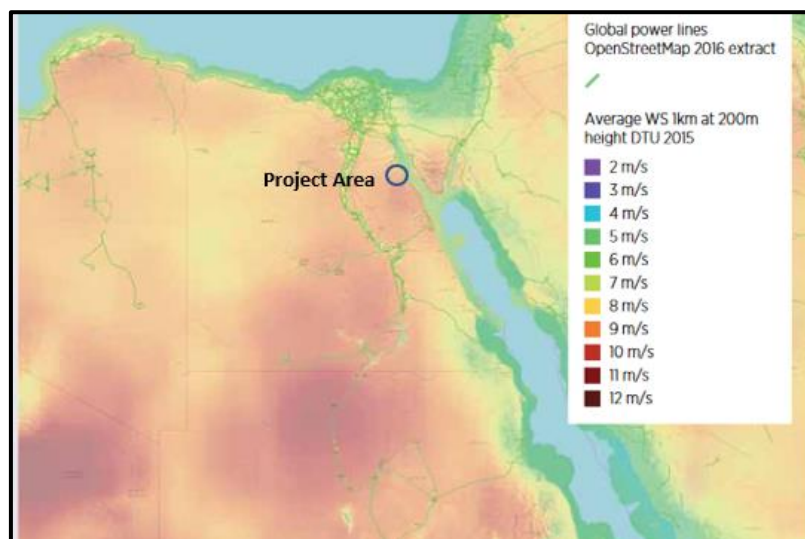 Global power lines
OpenStreetMap 2016 extract
Average WS 1km at 200m
height DTU 2015
2 m/s
3 m/s
4 m/s
5 m/s
6 m/s
7 m/s
8 m/s
9 m/s
10 m/s
11 m/s
12 m/s
Project Area